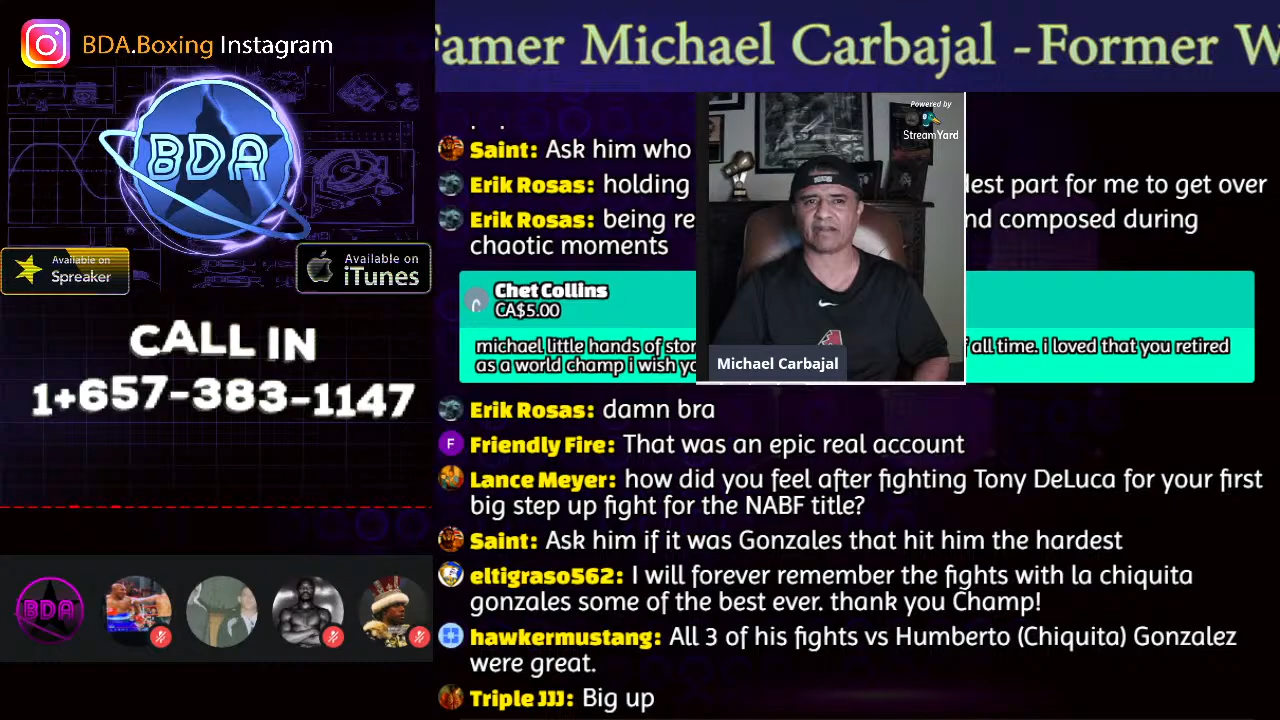 BDA.Boxing Instagram
Famer Michael Carbajal -Former W
BDA
Available on
Spreaker
Available on
iTunes
CALL IN
1+657-383-1147
BDA
Powered by
StreamYard
Michael Carbajal
Saint: Ask him who
Erik Rosas: holding
part for me to get over
Erik Rosas: being
composed during
chaotic moments
Chet Collins
CA$5.00
michael little hands of
all time. i loved that you retired
as a world champ i wish
Erik Rosas: damn bra
F
Friendly Fire: That was an epic real account
Lance Meyer: how did you feel after fighting Tony DeLuca for your first
big step up fight for the NABF title?
Saint: Ask him if it was Gonzales that hit him the hardest
eltigraso562: I will forever remember the fights with la chiquita
gonzales some of the best ever. thank you Champ!
hawkermustang: All 3 of his fights vs Humberto (Chiquita) Gonzalez
were great.
Triple JJJ: Big up